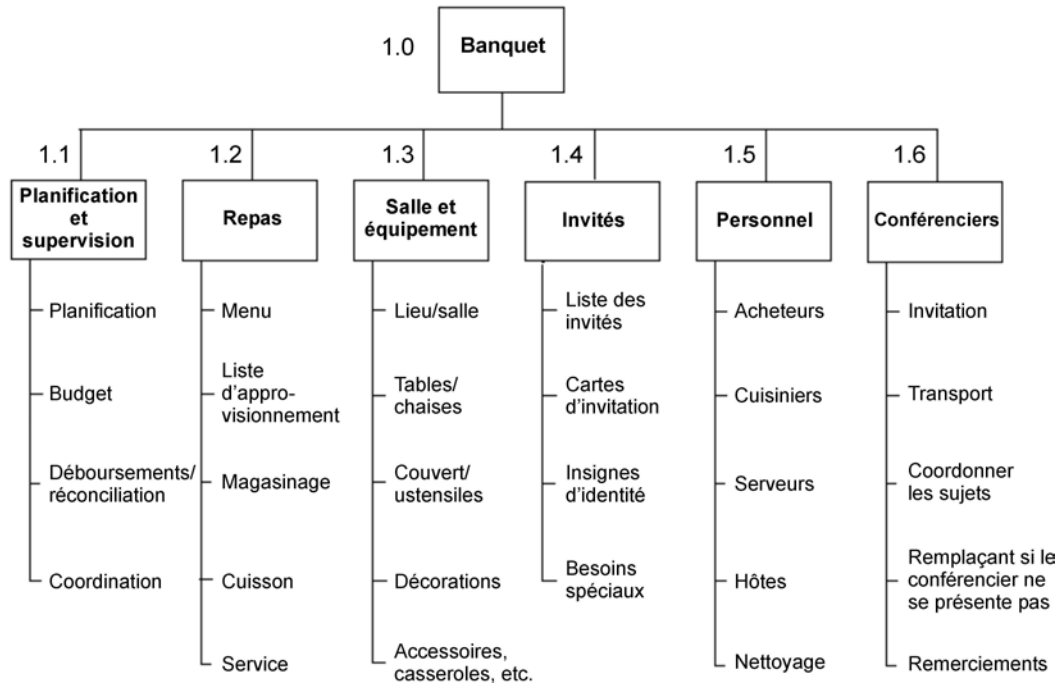 1.0
Banquet
1.1
Planification
et
supervision
Planification
Budget
Déboursements/
réconciliation
Coordination
1.2
Repas
Menu
Liste
d'appro-
visionnement
Magasinage
Cuisson
Service
1.3
Salle et
équipement
Lieu/salle
Tables/
chaises
Couvert/
ustensiles
Décorations
Accessoires,
casseroles, etc.
1.4
Invités
Liste des
invités
Cartes
d'invitation
Insignes
d'identité
Besoins
spéciaux
1.5
Personnel
Acheteurs
Cuisiniers
Serveurs
Hôtes
Nettoyage
1.6
Conférenciers
Invitation
Transport
Coordonner
les sujets
Remplaçant si le
conférencier ne
se présente pas
Remerciements